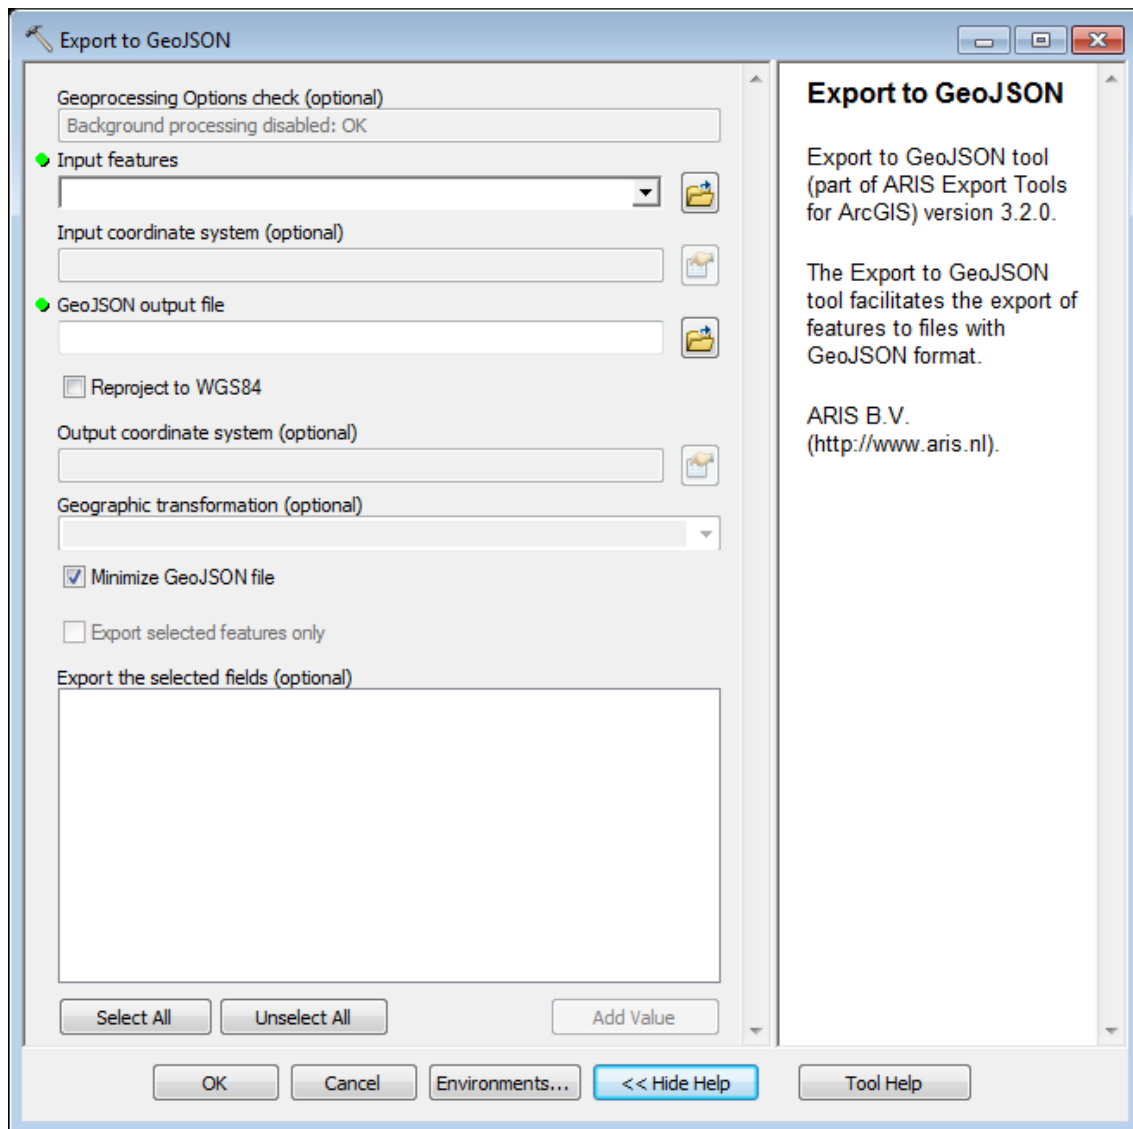 Export to GeoJSON
Geoprocessing Options check (optional)
Background processing disabled: OK
Input features
Input coordinate system (optional)
GeoJSON output file
Reproject to WGS84
Output coordinate system (optional)
Geographic transformation (optional)
Minimize GeoJSON file
Export selected features only
Export the selected fields (optional)
Select All
Unselect All
Add Value
Export to GeoJSON
Export to GeoJSON tool
(part of ARIS Export Tools
for ArcGIS) version 3.2.0.
The Export to GeoJSON
tool facilitates the export of
features to files with
GeoJSON format.
ARIS B.V.
(http://www.aris.nl).
OK
Cancel
Environments...
<< Hide Help
Tool Help